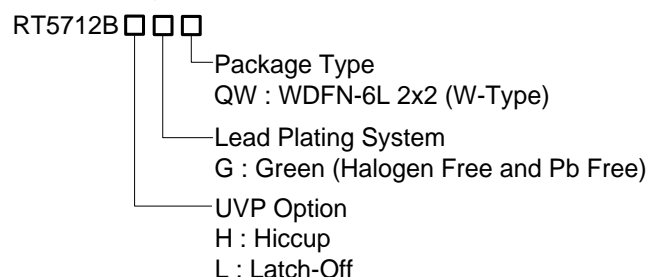 RT5712B□□□
Package Type
QW : WDFN-6L 2x2 (W-Type)
Lead Plating System
G : Green (Halogen Free and Pb Free)
UVP Option
H : Hiccup
L : Latch-Off